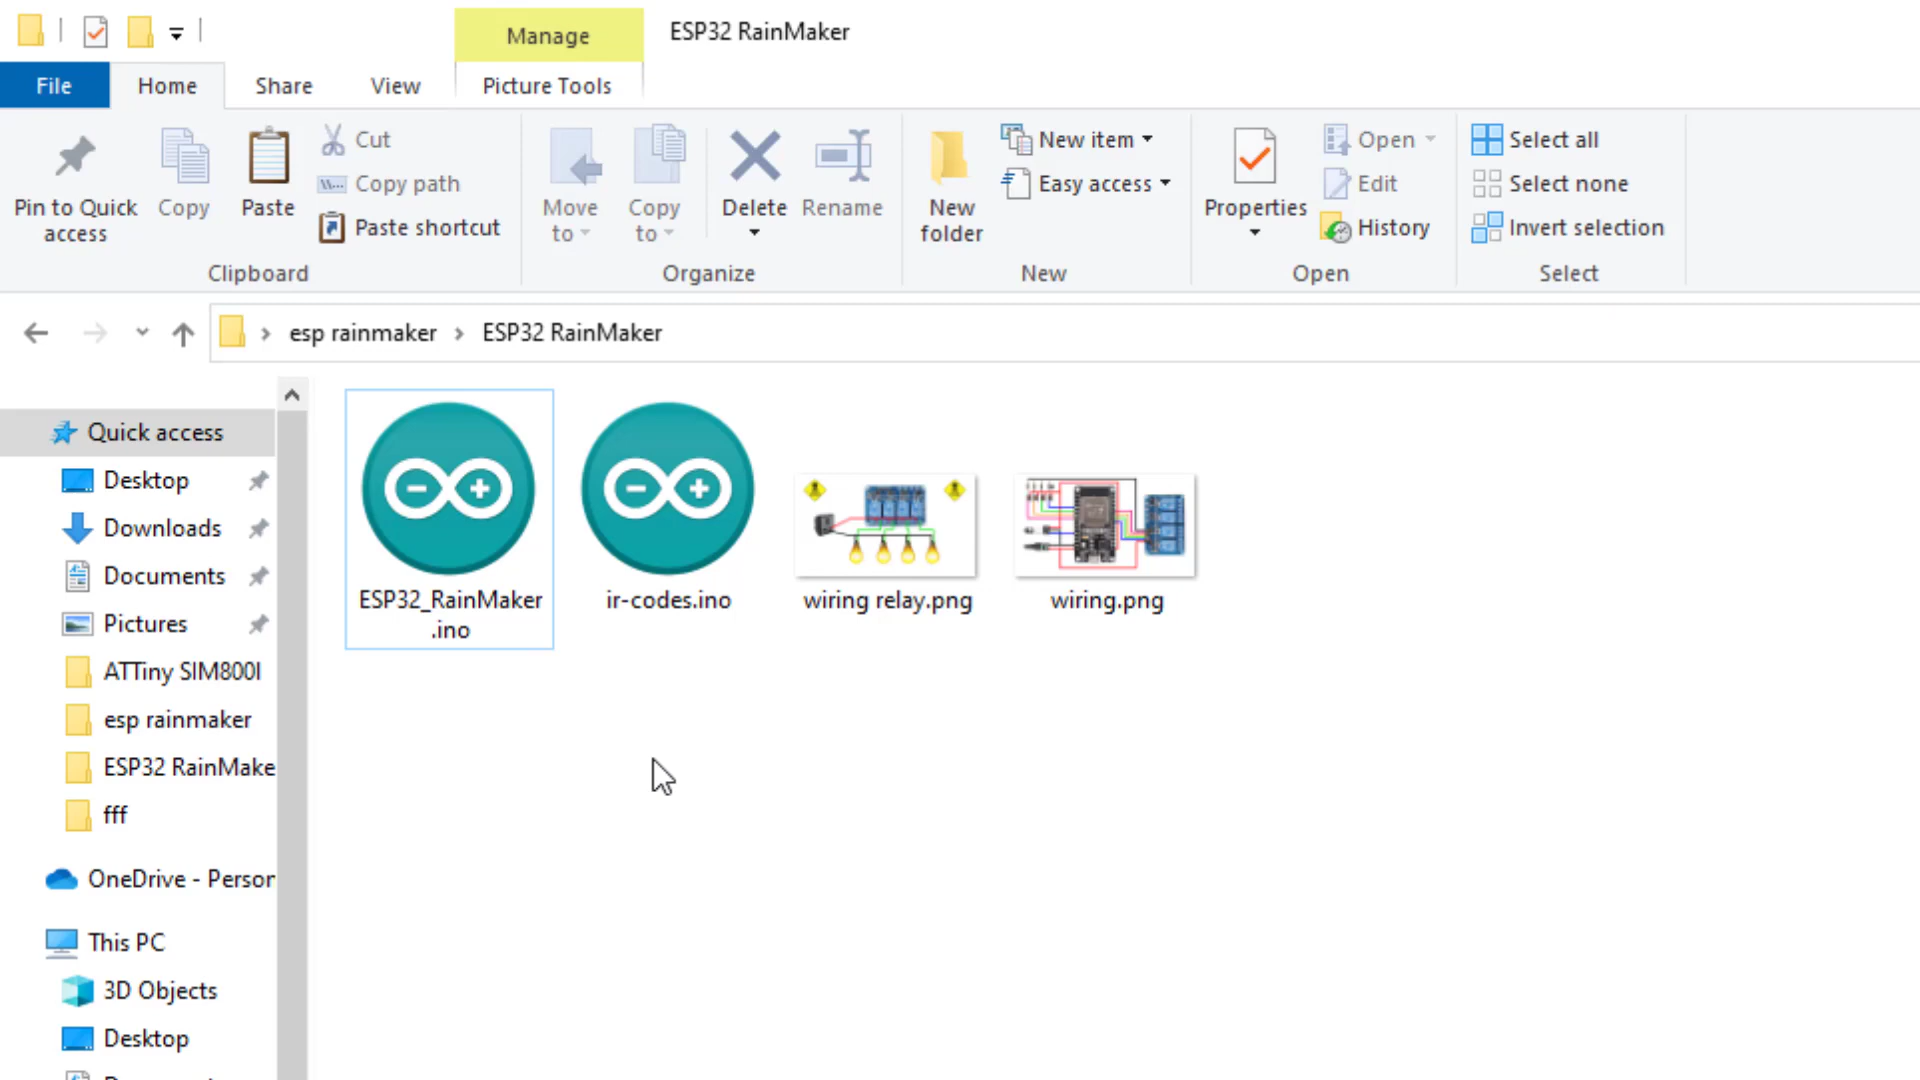 Manage
ESP32 RainMaker
File
Home
Share
View
Picture Tools
Pin to Quick
access
Copy
Paste
Cut
Copy path
Paste shortcut
Clipboard
Move
to
Copy
to
Delete
Rename
Organize
New
folder
New item
Easy access
New
Properties
Open
Edit
History
Open
Select all
Select none
Invert selection
Select
esp rainmaker
ESP32 RainMaker
Quick access
Desktop
Downloads
Documents
Pictures
ATTiny SIM800l
esp rainmaker
ESP32 RainMake
fff
OneDrive - Person
This PC
3D Objects
Desktop
ESP32_RainMaker
.ino
ir-codes.ino
wiring relay.png
wiring.png